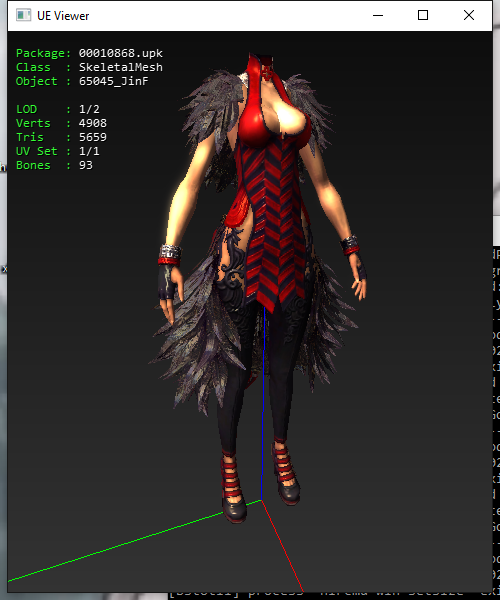 UE Viewer
Package: 00010868.upk
Class  : SkeletalMesh
Object : 65045_JinF
LOD    : 1/2
Verts  : 4908
Tris   : 5659
UV Set : 1/1
Bones  : 93